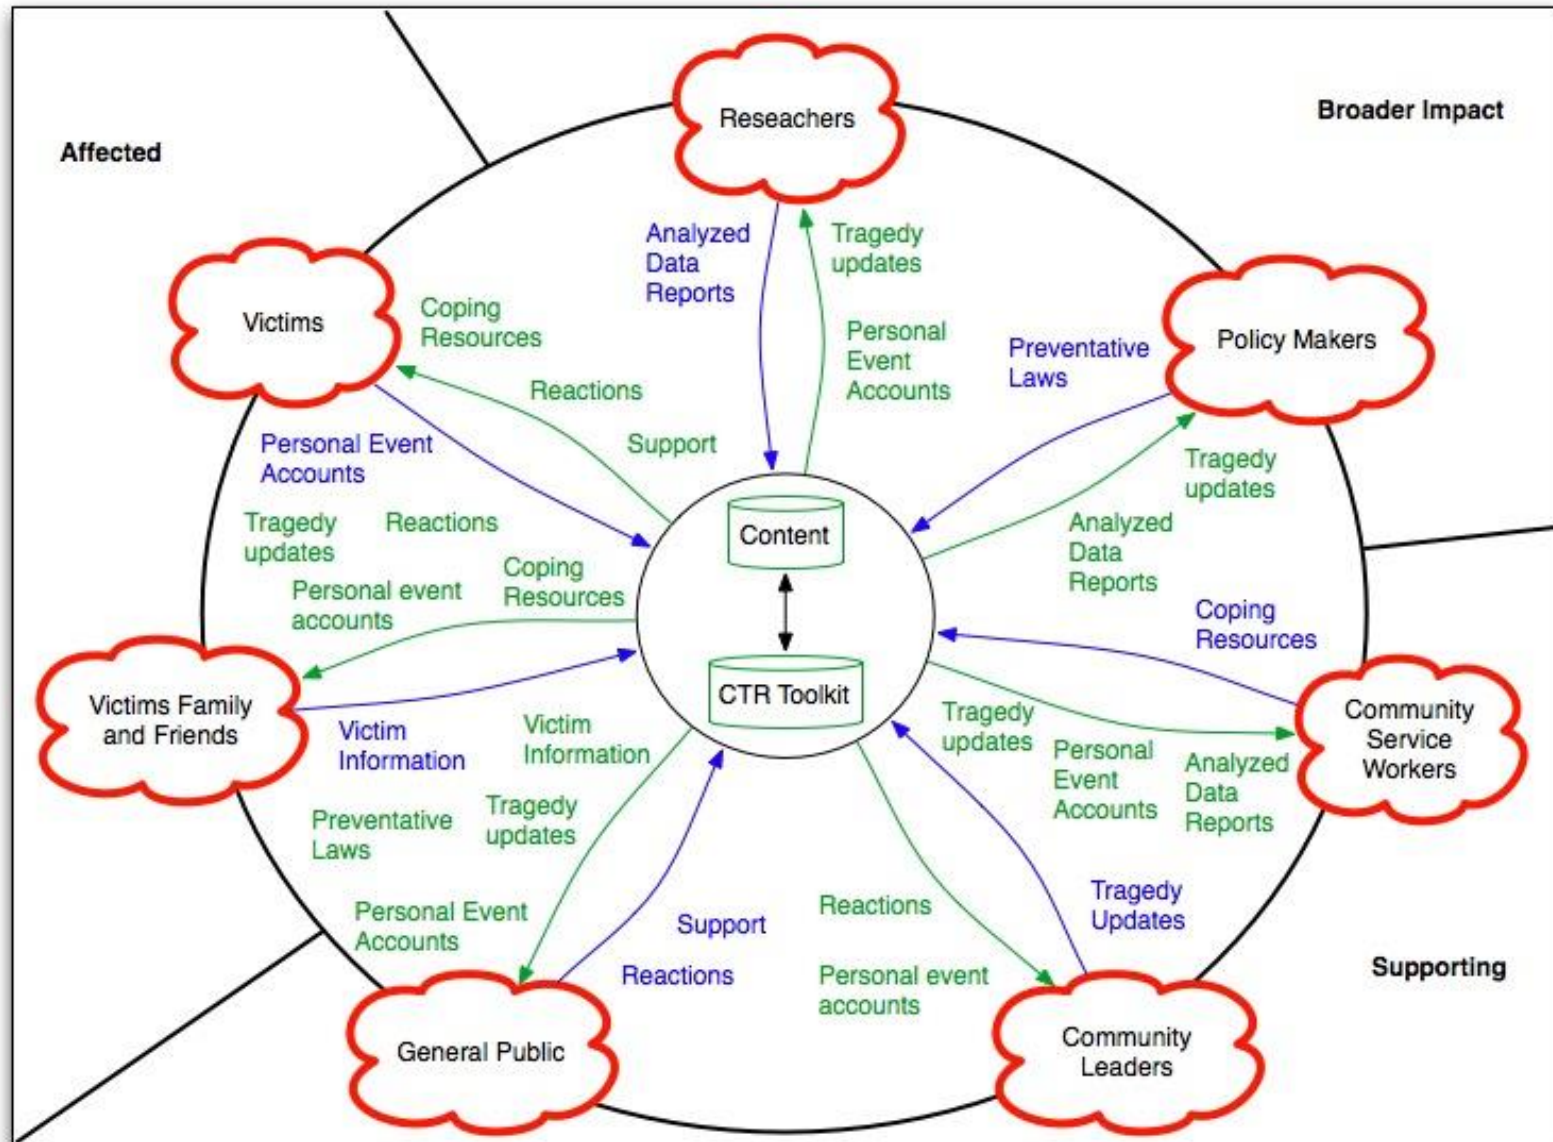 Reseachers
Broader Impact
Affected
Analyzed
Data
Reports
Tragedy
updates
Personal
Event
Accounts
Victims
Coping
Resources
Reactions
Support
Policy Makers
Preventative
Laws
Tragedy
updates
Analyzed
Data
Reports
Personal Event
Accounts
Tragedy
updates
Reactions
Coping
Resources
Personal event
accounts
Content
CTR Toolkit
Coping
Resources
Victims Family
and Friends
Victim
Information
Victim
Information
Tragedy
updates
Preventative
Laws
Personal Event
Accounts
Support
Reactions
General Public
Tragedy
updates
Personal
Event
Accounts
Analyzed
Data
Reports
Community
Service
Workers
Tragedy
Updates
Reactions
Personal event
accounts
Supporting
Community
Leaders